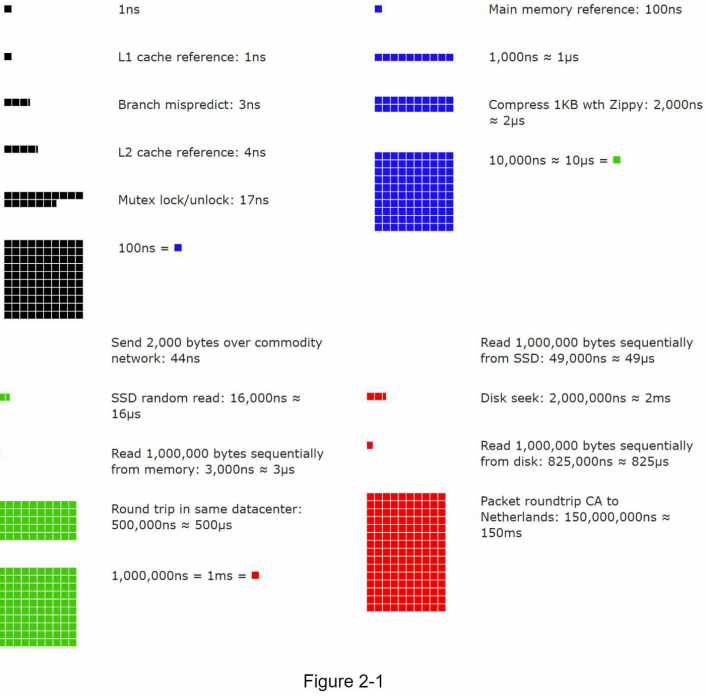 1ns
L1 cache reference: 1ns
Branch mispredict: 3ns
L2 cache reference: 4ns
Mutex lock/unlock: 17ns
100ns =
Main memory reference: 100ns
1,000ns ≈ 1µs
Compress 1KB wth Zippy: 2,000ns
≈ 2µs
10,000ns ≈ 10µs =
Send 2,000 bytes over commodity
network: 44ns
SSD random read: 16,000ns ≈
16µs
Read 1,000,000 bytes sequentially
from memory: 3,000ns ≈ 3µs
Round trip in same datacenter:
500,000ns ≈ 500µs
1,000,000ns = 1ms =
Read 1,000,000 bytes sequentially
from SSD: 49,000ns ≈ 49µs
Disk seek: 2,000,000ns ≈ 2ms
Read 1,000,000 bytes sequentially
from disk: 825,000ns ≈ 825µs
Packet roundtrip CA to
Netherlands: 150,000,000ns ≈
150ms
Figure 2-1